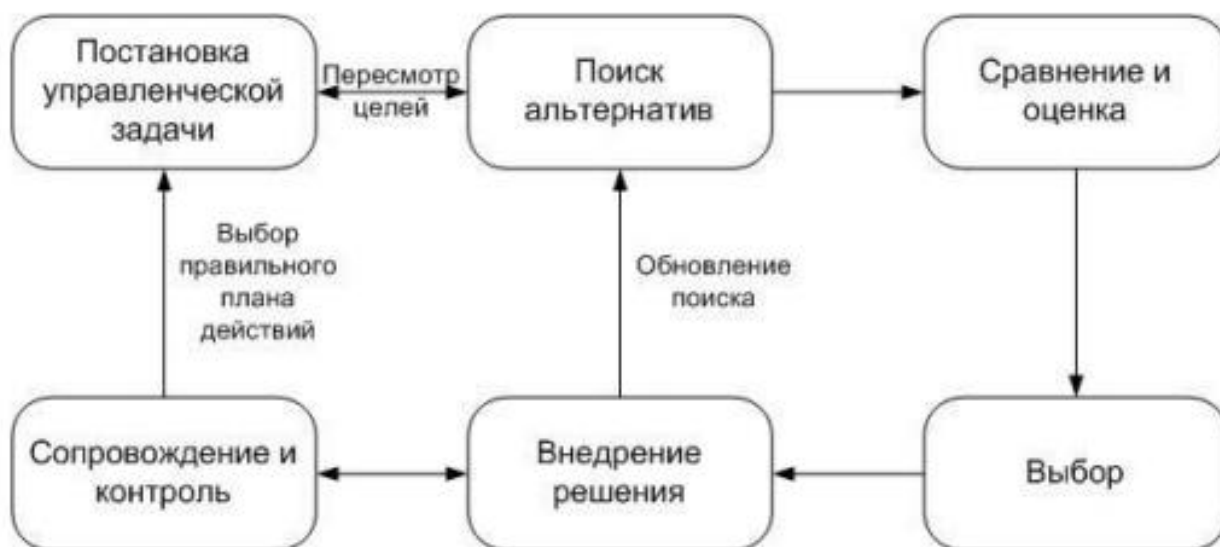 Постановка
управленческой
задачи
Пересмотр
целей
Поиск
альтернатив
Сравнение и
оценка
Выбор
правильного
плана
действий
Обновление
поиска
Сопровождение и
контроль
Внедрение
решения
Выбор